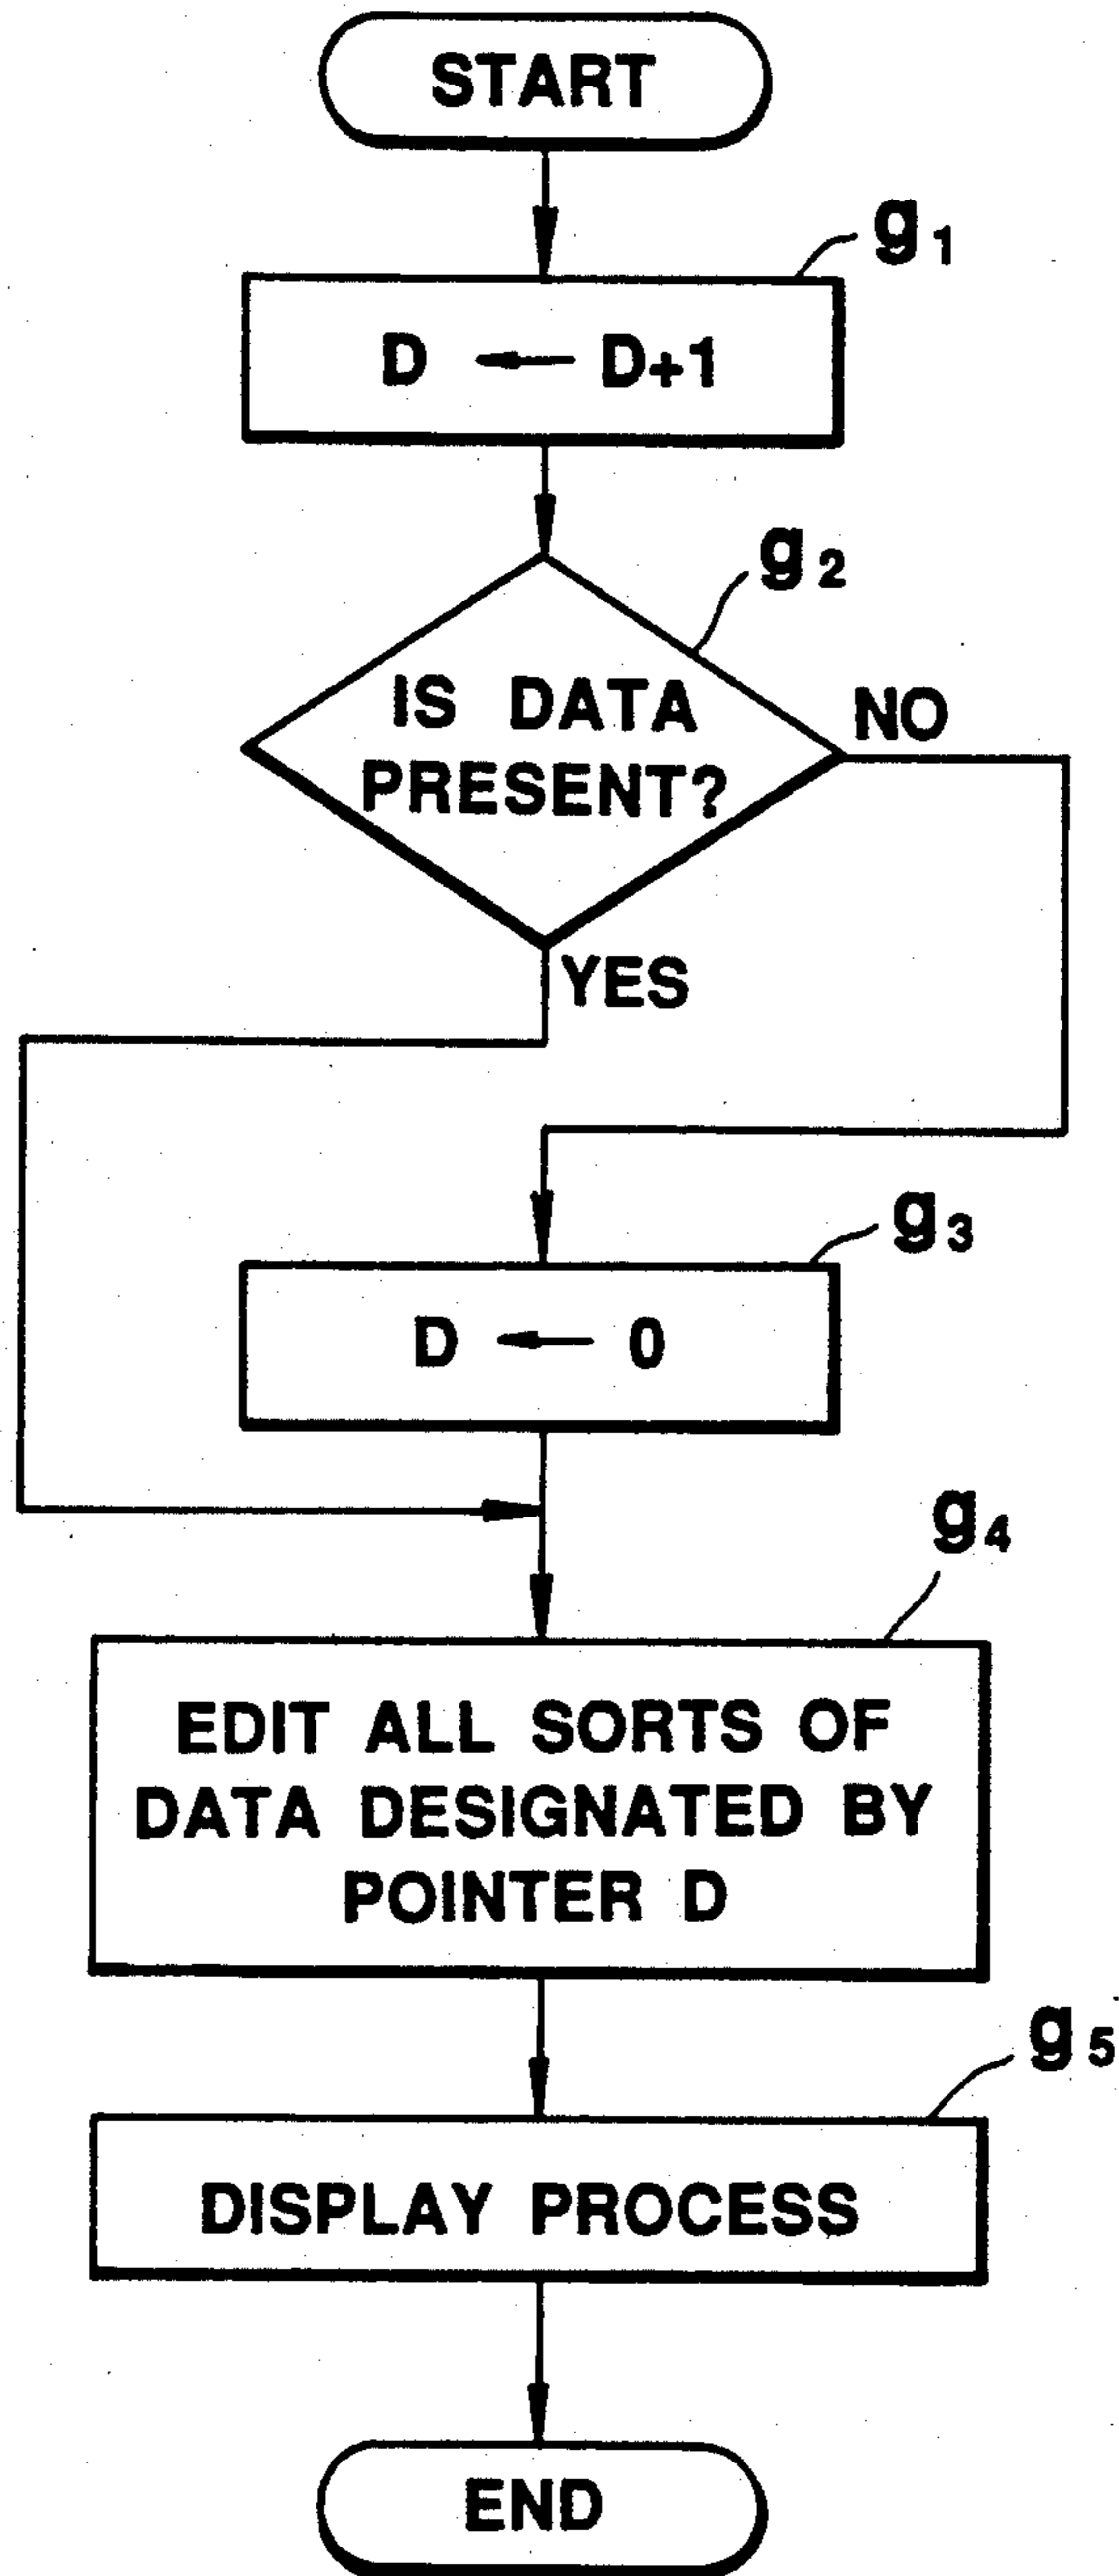 START
g1
D ← D+1
g2
IS DATA
PRESENT?
NO
YES
g3
D ← 0
g4
EDIT ALL SORTS OF
DATA DESIGNATED BY
POINTER D
g5
DISPLAY PROCESS
END